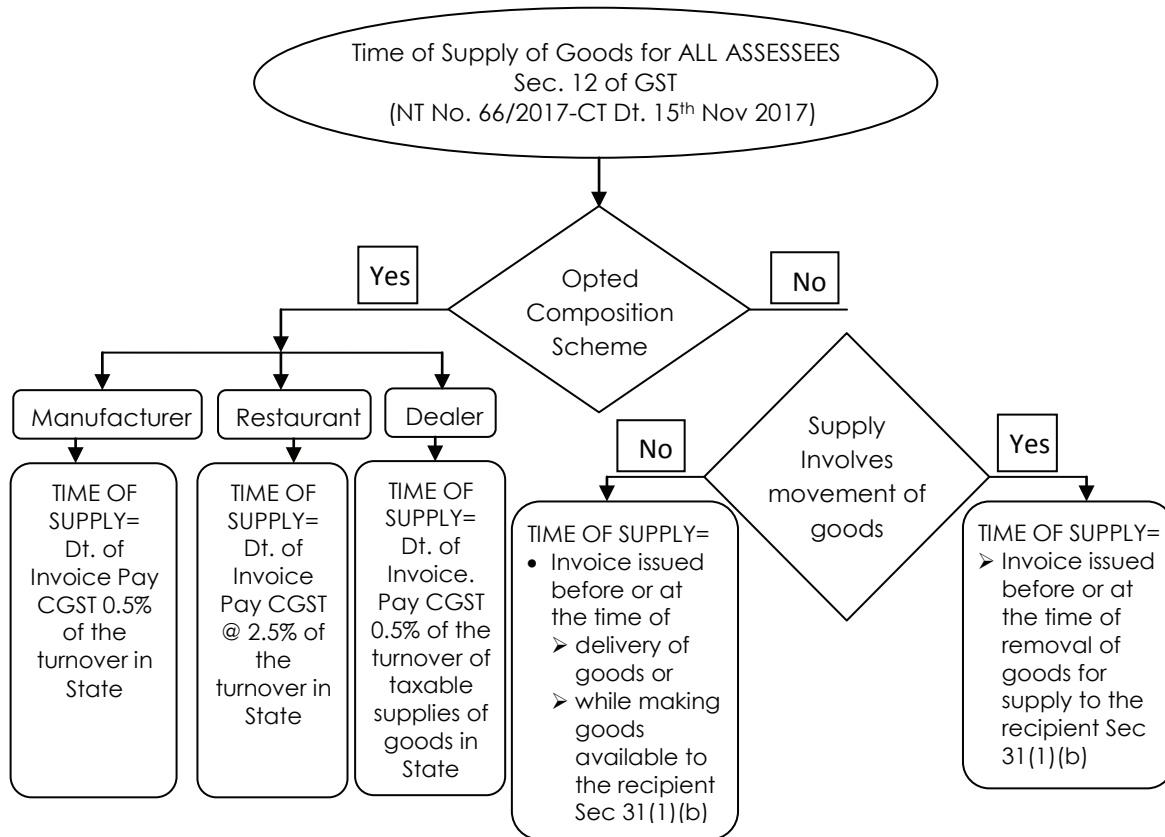 Time of Supply of Goods for ALL ASSESSEES
Sec. 12 of GST
(NT No. 66/2017-CT Dt. 15th Nov 2017)
Yes
Opted
Composition
Scheme
No
Manufacturer
Restaurant
Dealer
TIME OF
SUPPLY=
Dt. of
Invoice Pay
CGST 0.5%
of the
turnover in
State
TIME OF
SUPPLY=
Dt. of
Invoice
Pay CGST
@ 2.5% of
the
turnover in
State
TIME OF
SUPPLY=
Dt. of
Invoice.
Pay CGST
0.5% of the
turnover of
taxable
supplies of
goods in
State
No
Supply
Involves
movement of
goods
Yes
TIME OF SUPPLY=
• Invoice issued
before or at
the time of
➢ delivery of
goods or
➢ while making
goods
available to
the recipient
Sec 31(1)(b)
TIME OF SUPPLY=
➢ Invoice issued
before or at
the time of
removal of
goods for
supply to the
recipient Sec
31(1)(b)